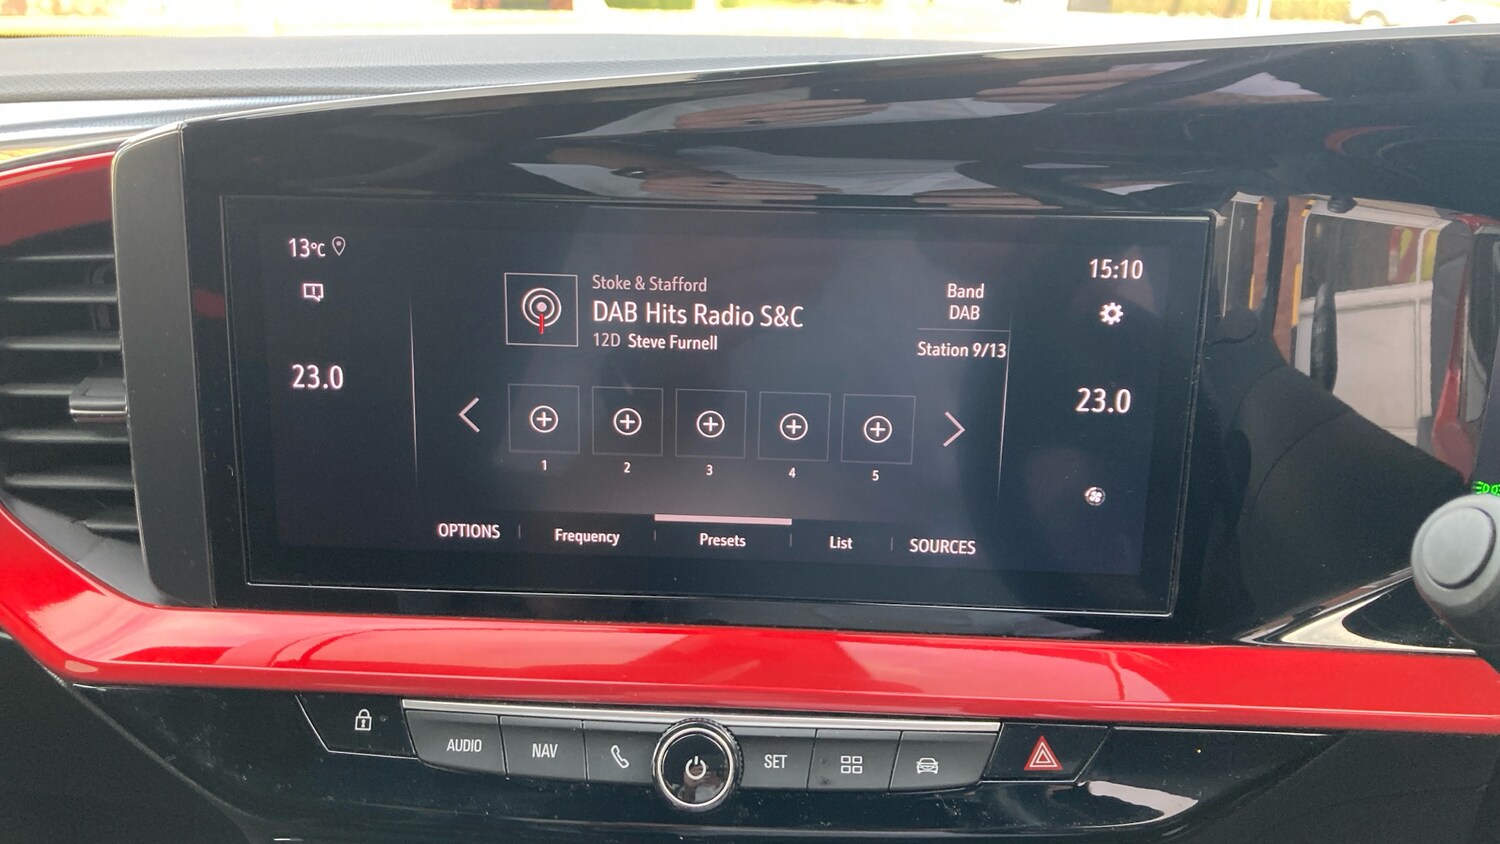 13°C
23.0
Stoke & Stafford
DAB Hits Radio S&C
12D Steve Furnell
Band
DAB
Station 9/13
15:10
23.0
1 2 3 4 5
OPTIONS Frequency Presets List SOURCES
AUDIO NAV SET